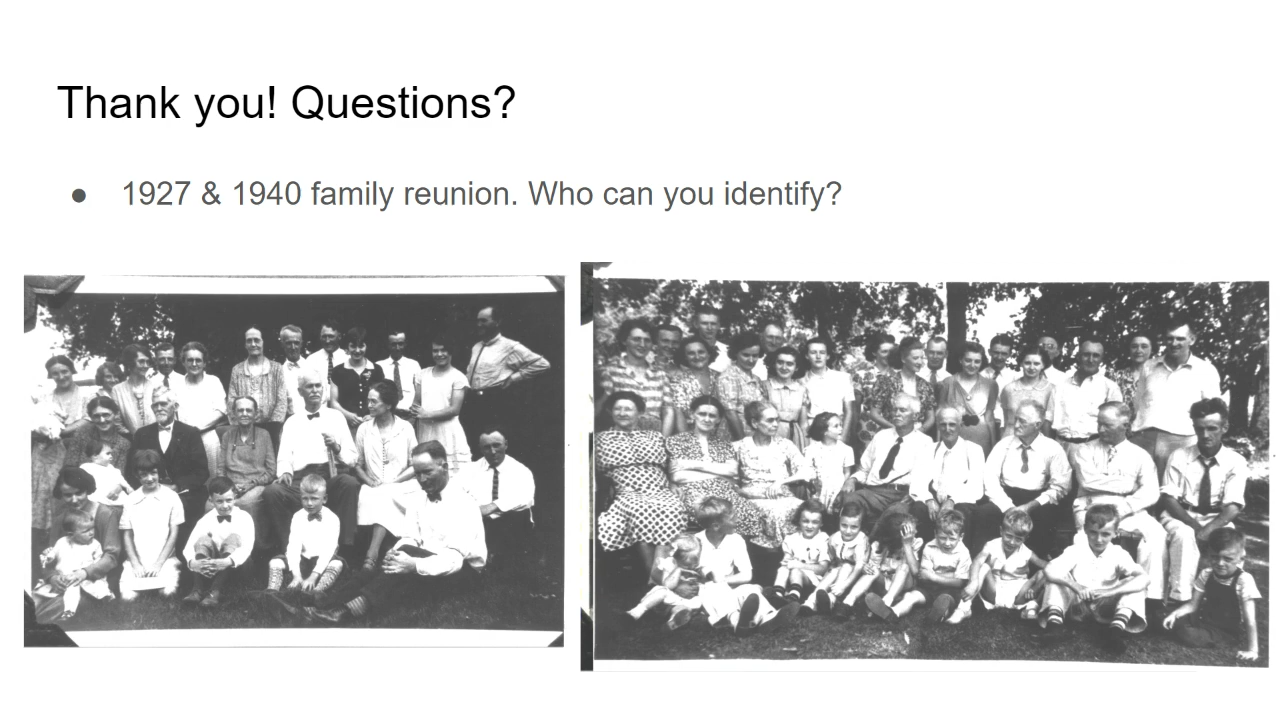 Thank you! Questions?
● 1927 & 1940 family reunion. Who can you identify?